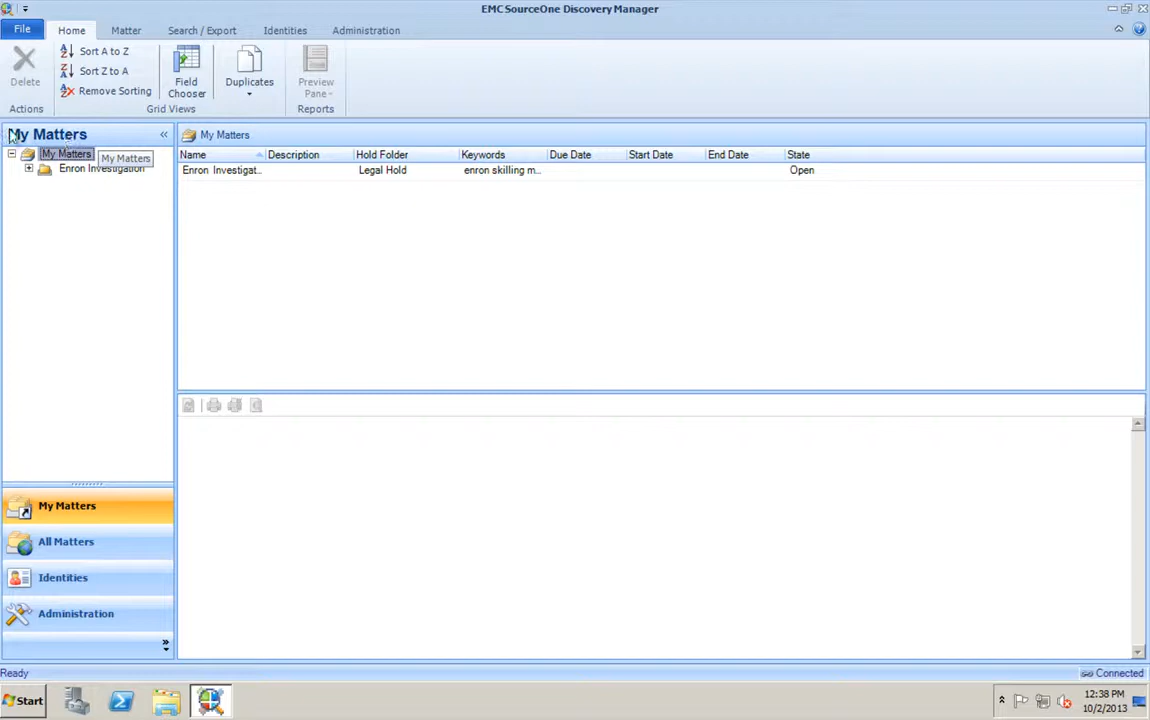 EMC SourceOne Discovery Manager
File Home Matter Search / Export Identities Administration
Delete
Sort A to Z
Sort Z to A
Remove Sorting
Field Chooser
Duplicates
Preview Pane
Actions Grid Views Reports
My Matters «
My Matters
My Matters
Enron Investigation
My Matters
Name Description Hold Folder Keywords Due Date Start Date End Date State
Enron Investigat.. Legal Hold enron skilling m... Open
My Matters
All Matters
Identities
Administration
Ready Connected
Start
12:38 PM
10/2/2013